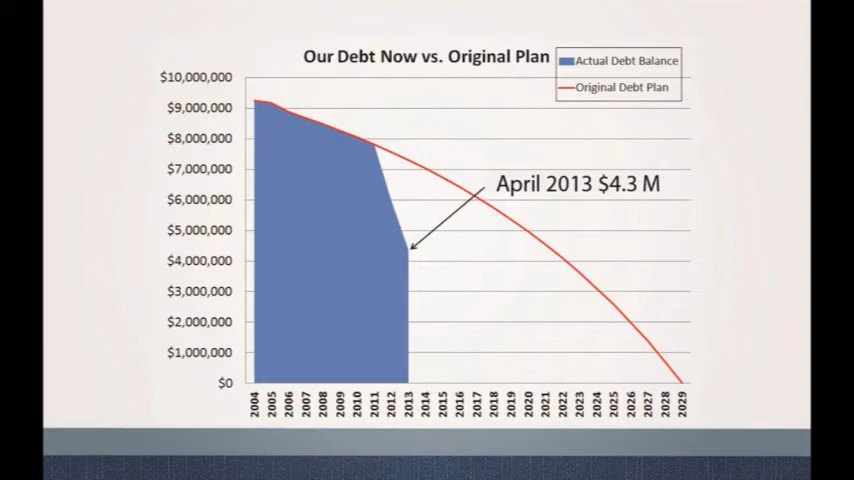 Our Debt Now vs. Original Plan
Actual Debt Balance
Original Debt Plan
$10,000,000
$9,000,000
$8,000,000
$7,000,000
$6,000,000
$5,000,000
$4,000,000
$3,000,000
$2,000,000
$1,000,000
$0
April 2013 $4.3 M
2004 2005 2006 2007 2008 2009 2010 2011 2012 2013 2014 2015 2016 2017 2018 2019 2020 2021 2022 2023 2024 2025 2026 2027 2028 2029